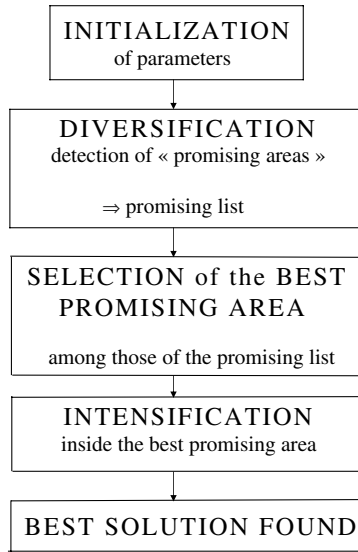 INITIALIZATION
of parameters
DIVERSIFICATION
detection of « promising areas »
⇒ promising list
SELECTION of the BEST
PROMISING AREA
among those of the promising list
INTENSIFICATION
inside the best promising area
BEST SOLUTION FOUND